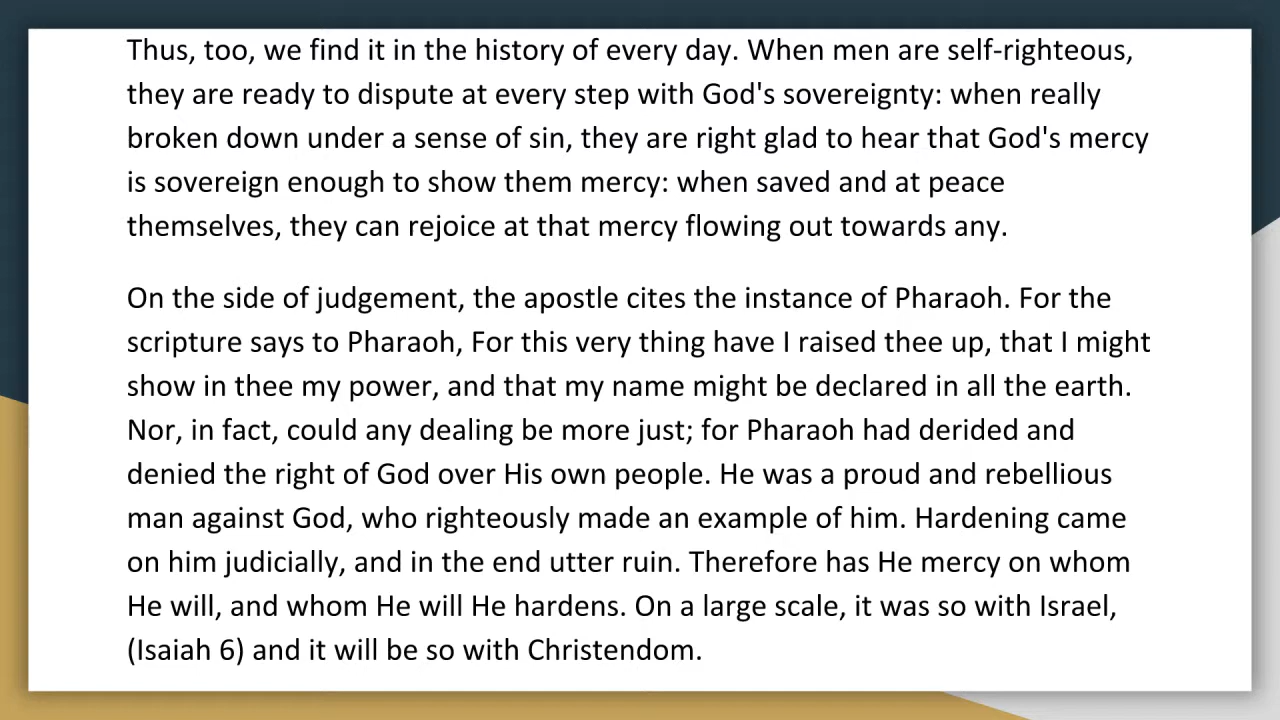 Thus, too, we find it in the history of every day. When men are self-righteous,
they are ready to dispute at every step with God's sovereignty: when really
broken down under a sense of sin, they are right glad to hear that God's mercy
is sovereign enough to show them mercy: when saved and at peace
themselves, they can rejoice at that mercy flowing out towards any.
On the side of judgement, the apostle cites the instance of Pharaoh. For the
scripture says to Pharaoh, For this very thing have I raised thee up, that I might
show in thee my power, and that my name might be declared in all the earth.
Nor, in fact, could any dealing be more just; for Pharaoh had derided and
denied the right of God over His own people. He was a proud and rebellious
man against God, who righteously made an example of him. Hardening came
on him judicially, and in the end utter ruin. Therefore has He mercy on whom
He will, and whom He will He hardens. On a large scale, it was so with Israel,
(Isaiah 6) and it will be so with Christendom.